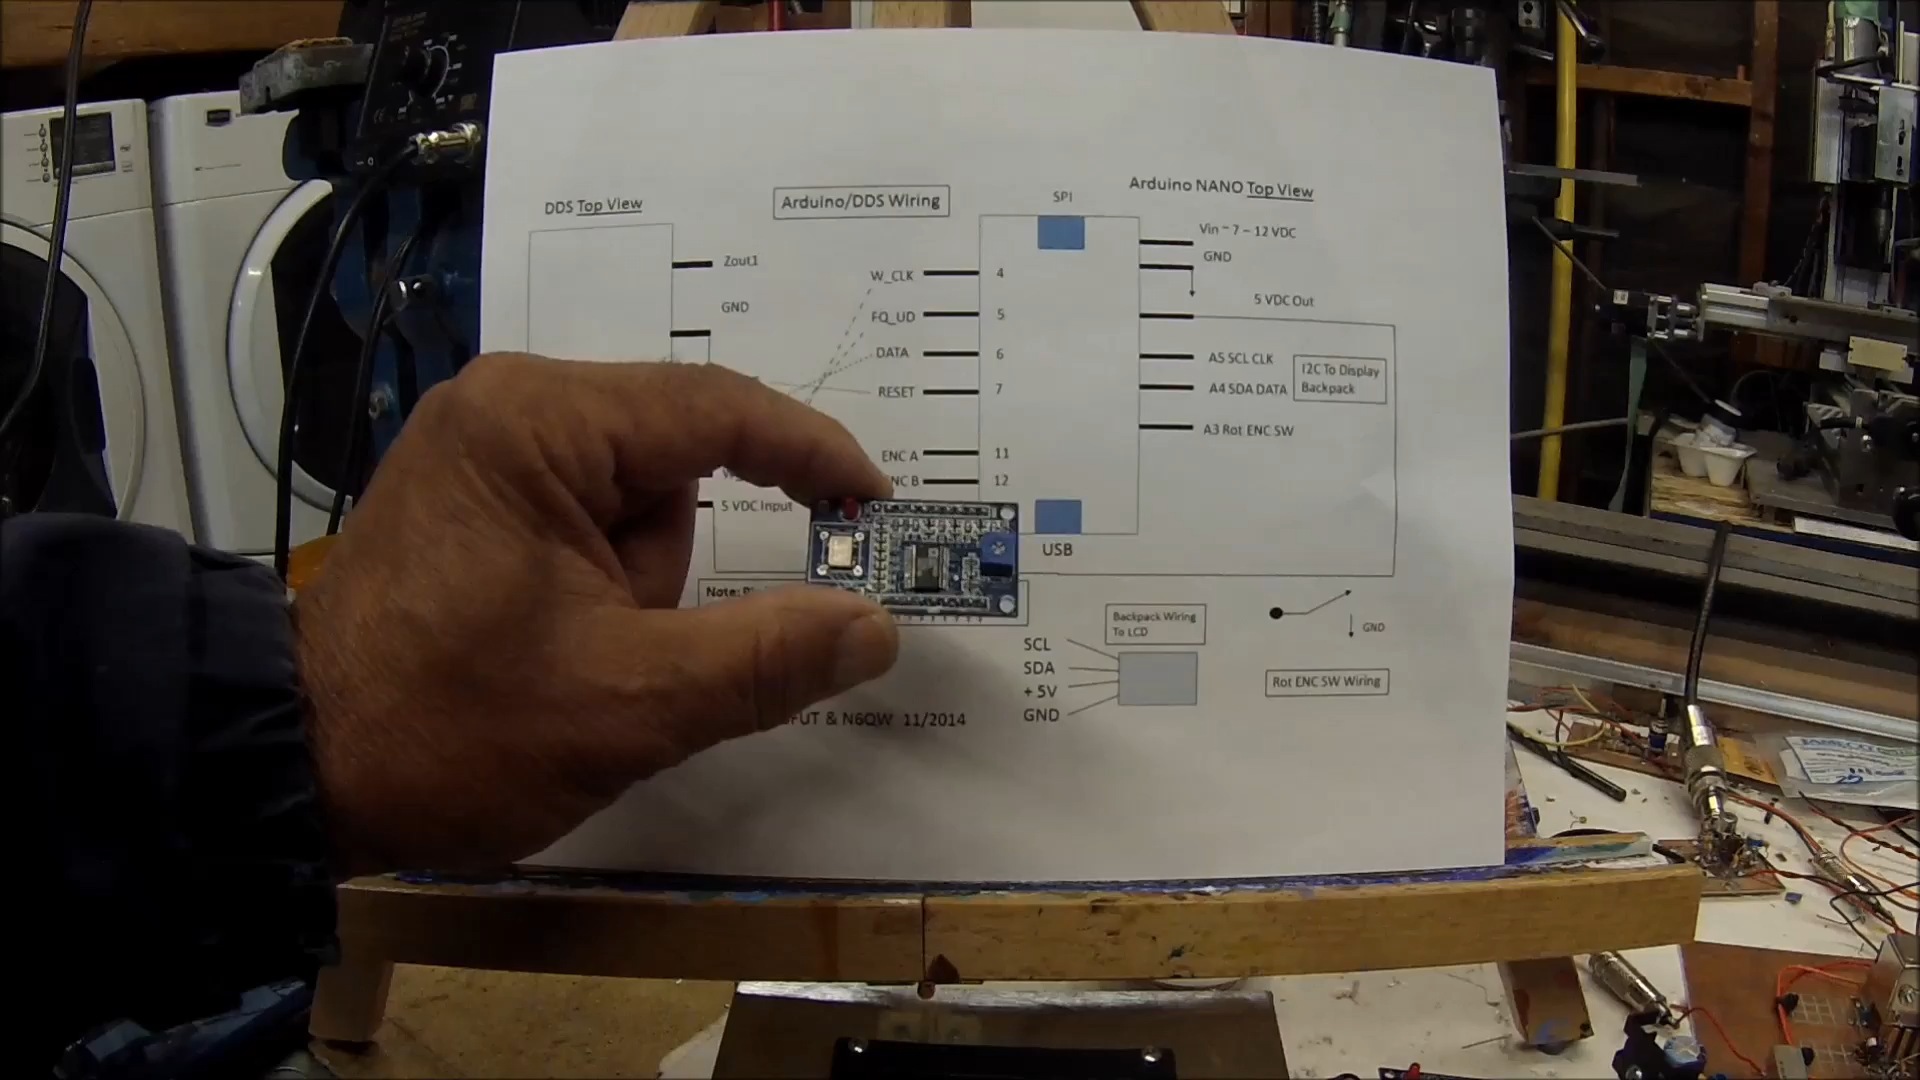 DDS Top View
Arduino/DDS Wiring
SPI
Arduino NANO Top View
Zout1
GND
W_CLK
4
FQ_UD
5
DATA
6
RESET
7
ENC A
11
NC B
12
5 VDC Input
Vin ~ 7 – 12 VDC
GND
5 VDC Out
A5 SCL CLK
A4 SDA DATA
I2C To Display
Backpack
A3 Rot ENC SW
USB
Note:
Backpack Wiring
To LCD
SCL
SDA
+ 5V
GND
GND
Rot ENC SW Wiring
FUT & N6QW 11/2014
JAMECO